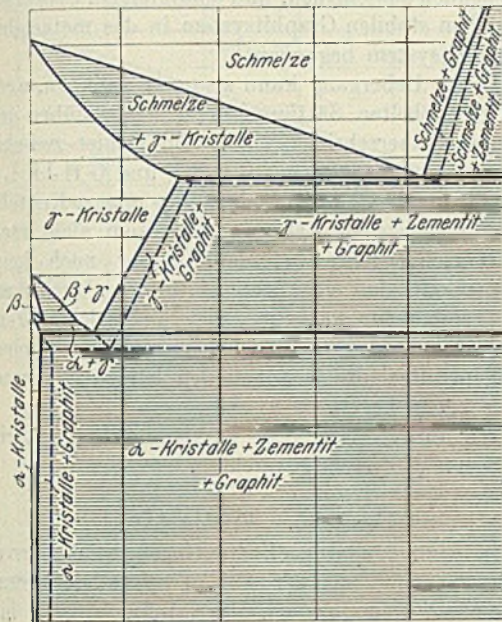 Schmelze
Schmelze
+ γ-Kristalle
Schmelze + Graphit
Schmelze + Graphit
+ Zementit
γ-Kristalle
γ-Kristalle +
Graphit
γ-Kristalle + Zementit
+ Graphit
β
β+γ
α+γ
α-Kristalle
α-Kristalle + Graphit
α-Kristalle + Zementit
+ Graphit